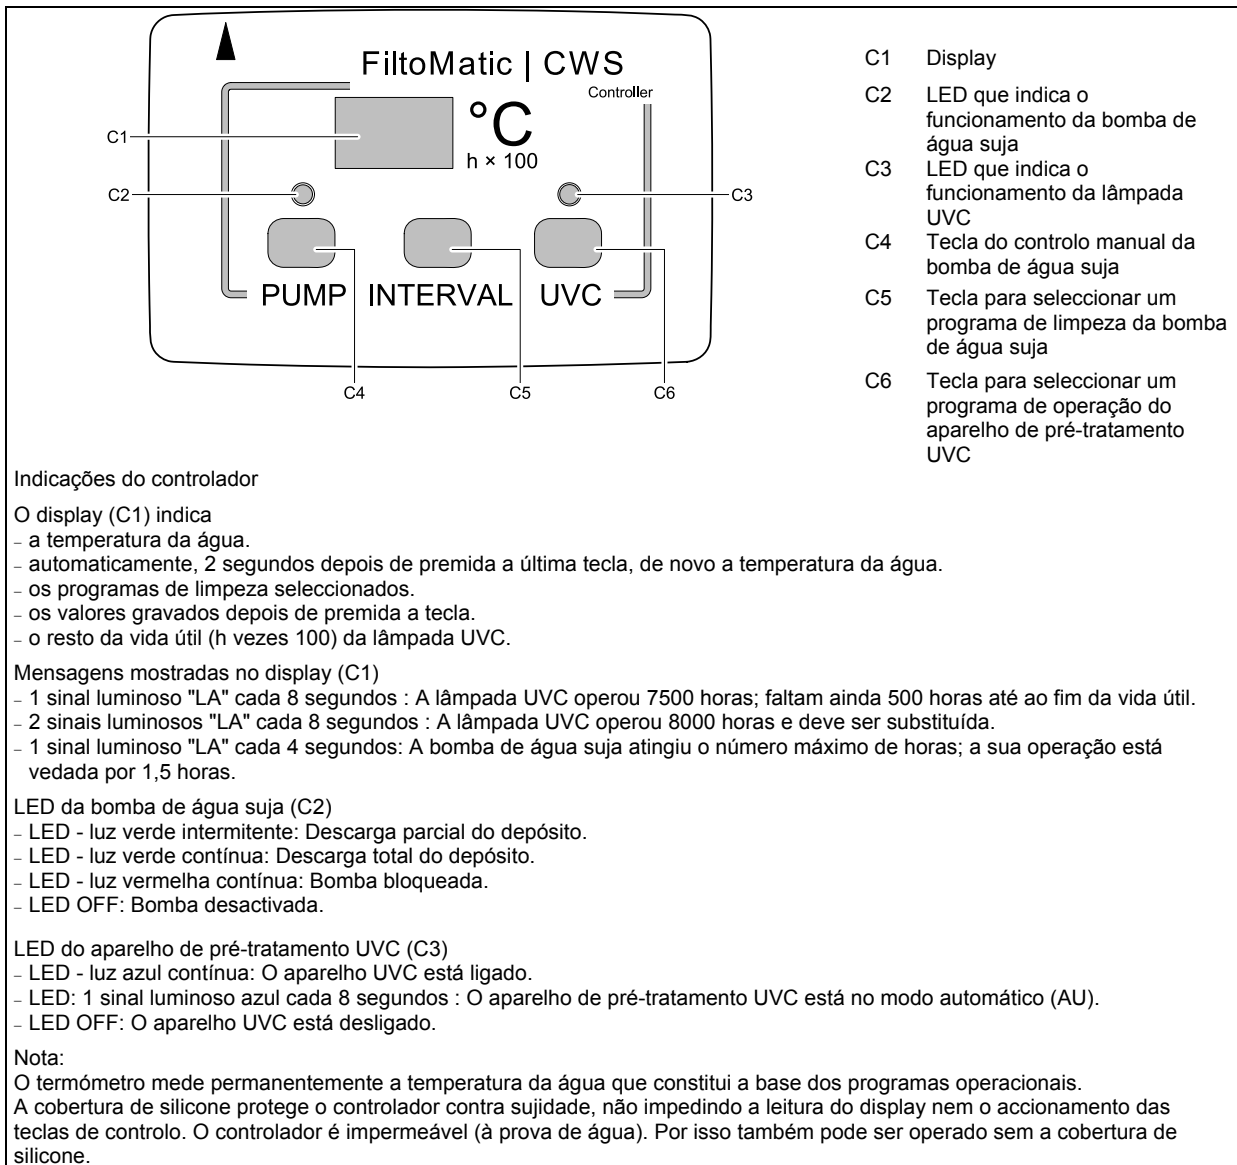 FiltoMatic | CWS
Controller
°C
h × 100
C1
C2
C3
PUMP INTERVAL UVC
C4 C5 C6
C1 Display
C2 LED que indica o
funcionamento da bomba de
água suja
C3 LED que indica o
funcionamento da lâmpada
UVC
C4 Tecla do controlo manual da
bomba de água suja
C5 Tecla para seleccionar um
programa de limpeza da bomba
de água suja
C6 Tecla para seleccionar um
programa de operação do
aparelho de pré-tratamento
UVC
Indicações do controlador
O display (C1) indica
– a temperatura da água.
– automaticamente, 2 segundos depois de premida a última tecla, de novo a temperatura da água.
– os programas de limpeza seleccionados.
– os valores gravados depois de premida a tecla.
– o resto da vida útil (h vezes 100) da lâmpada UVC.
Mensagens mostradas no display (C1)
– 1 sinal luminoso "LA" cada 8 segundos : A lâmpada UVC operou 7500 horas; faltam ainda 500 horas até ao fim da vida útil.
– 2 sinais luminosos "LA" cada 8 segundos : A lâmpada UVC operou 8000 horas e deve ser substituída.
– 1 sinal luminoso "LA" cada 4 segundos: A bomba de água suja atingiu o número máximo de horas; a sua operação está
vedada por 1,5 horas.
LED da bomba de água suja (C2)
– LED - luz verde intermitente: Descarga parcial do depósito.
– LED - luz verde contínua: Descarga total do depósito.
– LED - luz vermelha contínua: Bomba bloqueada.
– LED OFF: Bomba desactivada.
LED do aparelho de pré-tratamento UVC (C3)
– LED - luz azul contínua: O aparelho UVC está ligado.
– LED: 1 sinal luminoso azul cada 8 segundos : O aparelho de pré-tratamento UVC está no modo automático (AU).
– LED OFF: O aparelho UVC está desligado.
Nota:
O termómetro mede permanentemente a temperatura da água que constitui a base dos programas operacionais.
A cobertura de silicone protege o controlador contra sujidade, não impedindo a leitura do display nem o accionamento das
teclas de controlo. O controlador é impermeável (à prova de água). Por isso também pode ser operado sem a cobertura de
silicone.